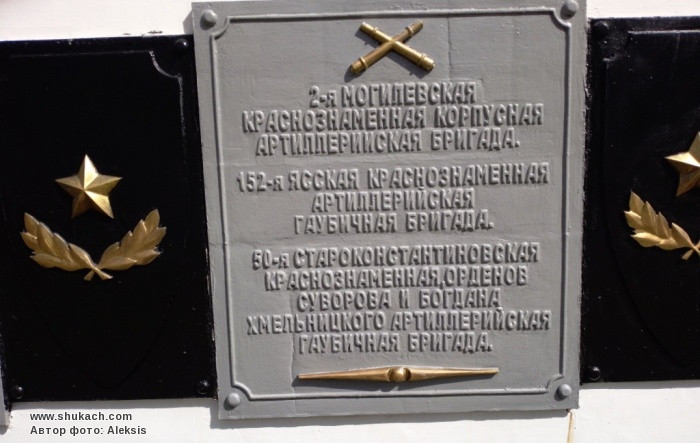 2-я МОГИЛЕВСКАЯ
КРАСНОЗНАМЕННАЯ КОРПУСНАЯ
АРТИЛЛЕРИЙСКАЯ БРИГАДА.
152-я ЯССКАЯ КРАСНОЗНАМЕННАЯ
АРТИЛЛЕРИЙСКАЯ
ГАУБИЧНАЯ БРИГАДА.
50-я СТАРОКОНСТАНТИНОВСКАЯ
КРАСНОЗНАМЕННАЯ,ОРДЕНОВ
СУВОРОВА И БОГДАНА
ХМЕЛЬНИЦКОГО АРТИЛЛЕРИЙСКАЯ
ГАУБИЧНАЯ БРИГАДА.
www.shukach.com
Автор фото: Aleksis